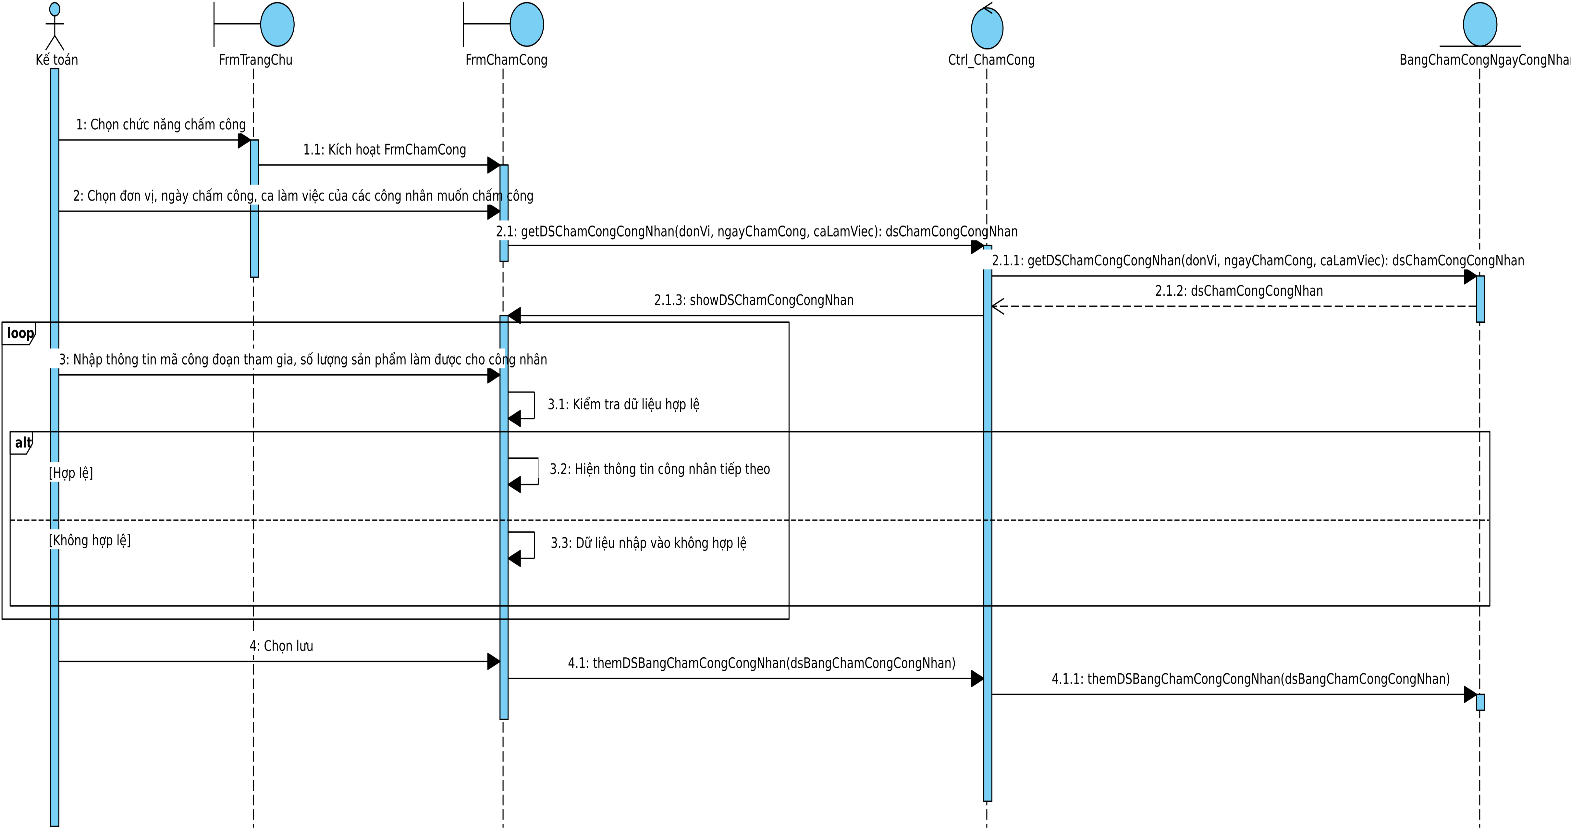 Kế toán
FrmTrangChu
FrmChamCong
Ctrl_ChamCong
BangChamCongNgayCongNha
1: Chọn chức năng chấm công
1.1: Kích hoạt FrmChamCong
2: Chọn đơn vị, ngày chấm công, ca làm việc của các công nhân muốn chấm công
2.1: getDSChamCongCongNhan(donVi, ngayChamCong, caLamViec): dsChamCongCongNhan
2.1.1: getDSChamCongCongNhan(donVi, ngayChamCong, caLamViec): dsChamCongCongNhan
2.1.2: dsChamCongCongNhan
2.1.3: showDSChamCongCongNhan
loop
3: Nhập thông tin mã công đoạn tham gia, số lượng sản phẩm làm được cho công nhân
3.1: Kiểm tra dữ liệu hợp lệ
alt
[Hợp lệ]
3.2: Hiện thông tin công nhân tiếp theo
[Không hợp lệ]
3.3: Dữ liệu nhập vào không hợp lệ
4: Chọn lưu
4.1: themDSBangChamCongCongNhan(dsBangChamCongCongNhan)
4.1.1: themDSBangChamCongCongNhan(dsBangChamCongCongNhan)